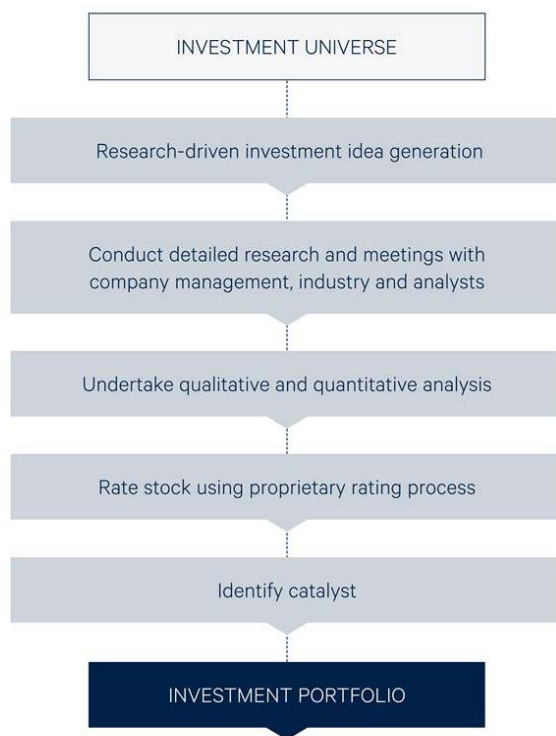 INVESTMENT UNIVERSE
Research-driven investment idea generation
Conduct detailed research and meetings with
company management, industry and analysts
Undertake qualitative and quantitative analysis
Rate stock using proprietary rating process
Identify catalyst
INVESTMENT PORTFOLIO